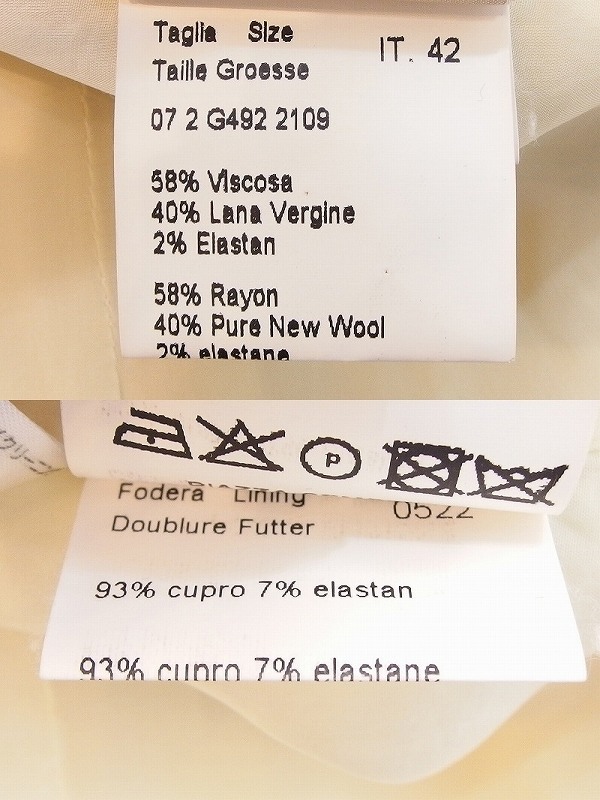 Taglia Size IT. 42
Taille Groesse
07 2 G492 2109
58% Viscosa
40% Lana Vergine
2% Elastan
58% Rayon
40% Pure New Wool
2% elastane
P
Fodera Lining 0522
Doublure Futter
93% cupro 7% elastan
93% cupro 7% elastane